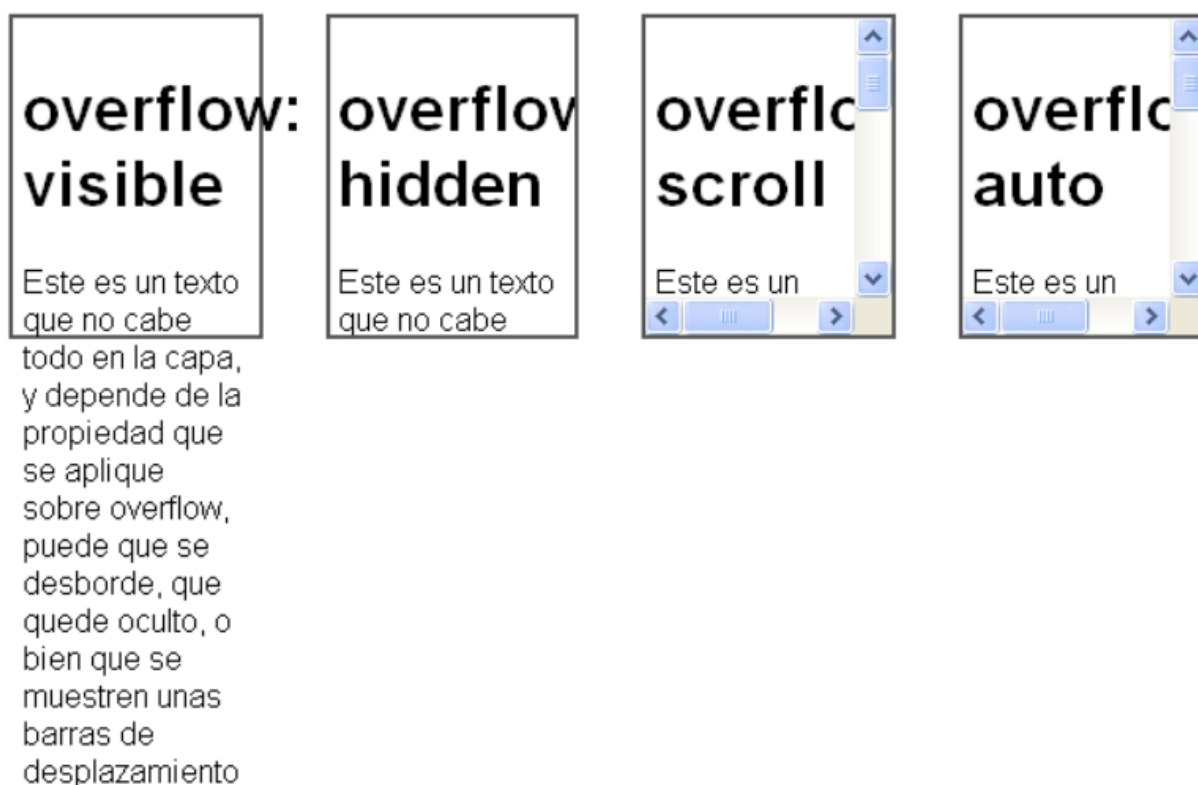 overflow:
visible
Este es un texto
que no cabe
todo en la capa,
y depende de la
propiedad que
se aplique
sobre overflow,
puede que se
desborde, que
quede oculto, o
bien que se
muestren unas
barras de
desplazamiento
overflow
hidden
Este es un texto
que no cabe
overflo
scroll
Este es un
overflo
auto
Este es un